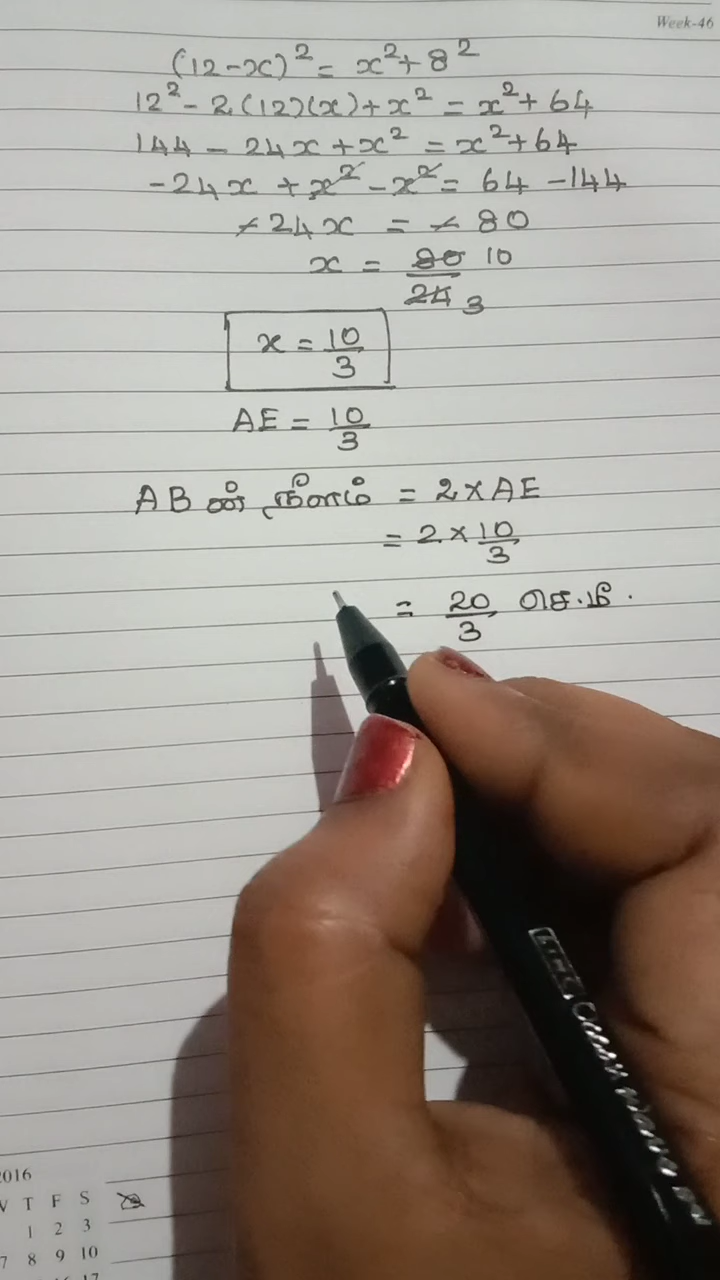 Week-46
(12-x)² = x²+8²
12² - 2(12)(x)+x² = x²+64
144 - 24x +x² = x²+64
-24x + x² - x² = 64 -144
-24x = -80
x = 80/24 10/3
x = 10/3
AE = 10/3
AB ன் நீளம் = 2×AE
= 2 × 10/3
= 20/3 செ.மீ.
2016
T F S
1 2 3
7 8 9 10
17